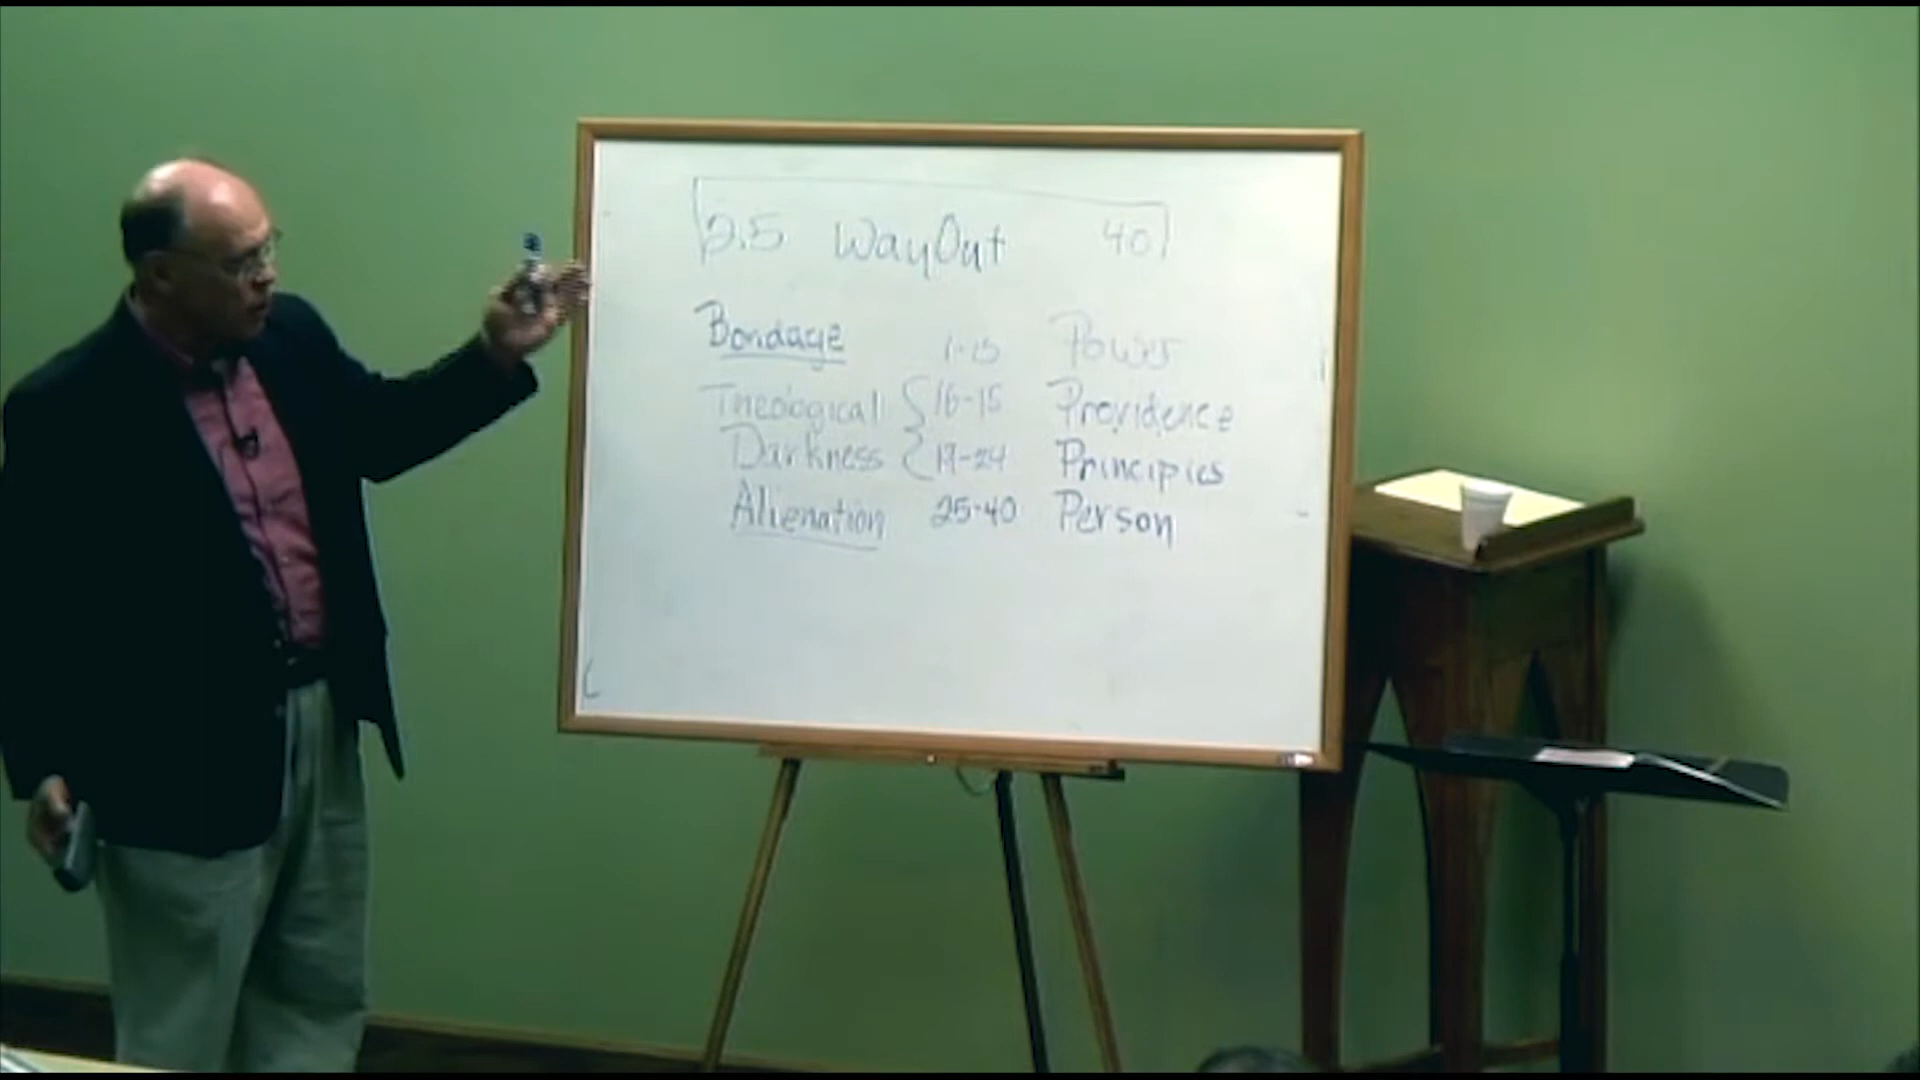 2.5 WayOut 40
Bondage 1-15 Power
Theological 16-15 Providence
Darkness 19-24 Principles
Alienation 25-40 Person